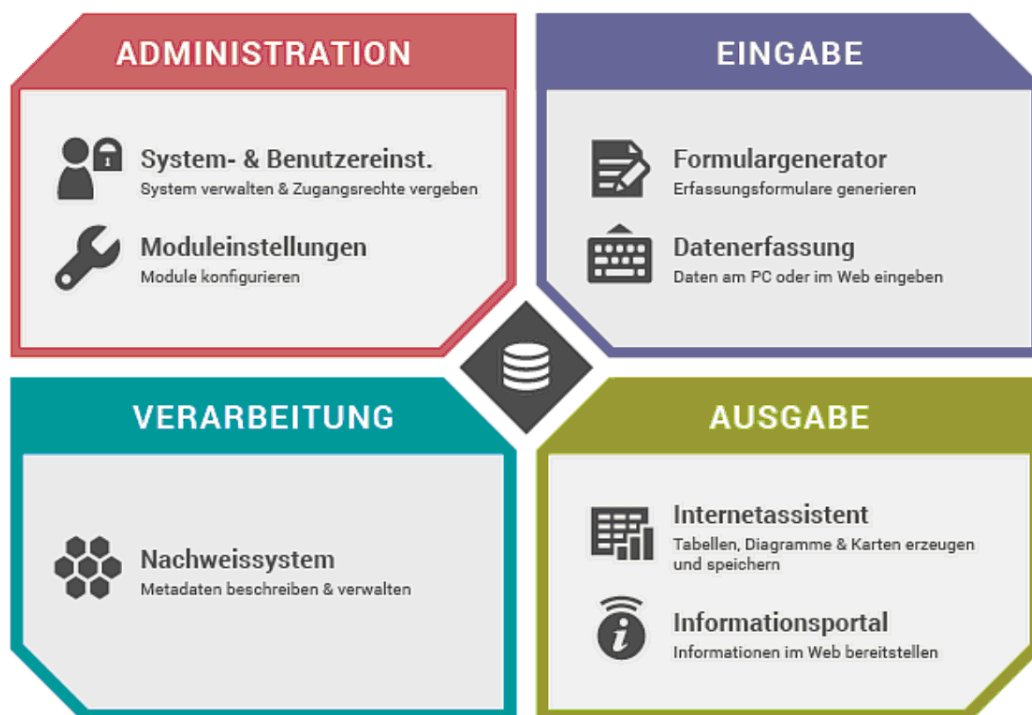 ADMINISTRATION
System- & Benutzereinst.
System verwalten & Zugangsrechte vergeben
Moduleinstellungen
Module konfigurieren
EINGABE
Formulargenerator
Erfassungsformulare generieren
Datenerfassung
Daten am PC oder im Web eingeben
VERARBEITUNG
Nachweissystem
Metadaten beschreiben & verwalten
AUSGABE
Internetassistent
Tabellen, Diagramme & Karten erzeugen
und speichern
Informationsportal
Informationen im Web bereitstellen